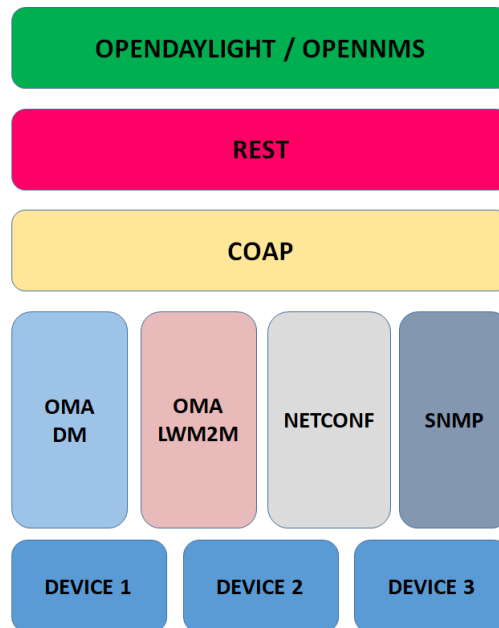 OPENDAYLIGHT / OPENNMS
REST
COAP
OMA
DM
OMA
LWM2M
NETCONF
SNMP
DEVICE 1
DEVICE 2
DEVICE 3